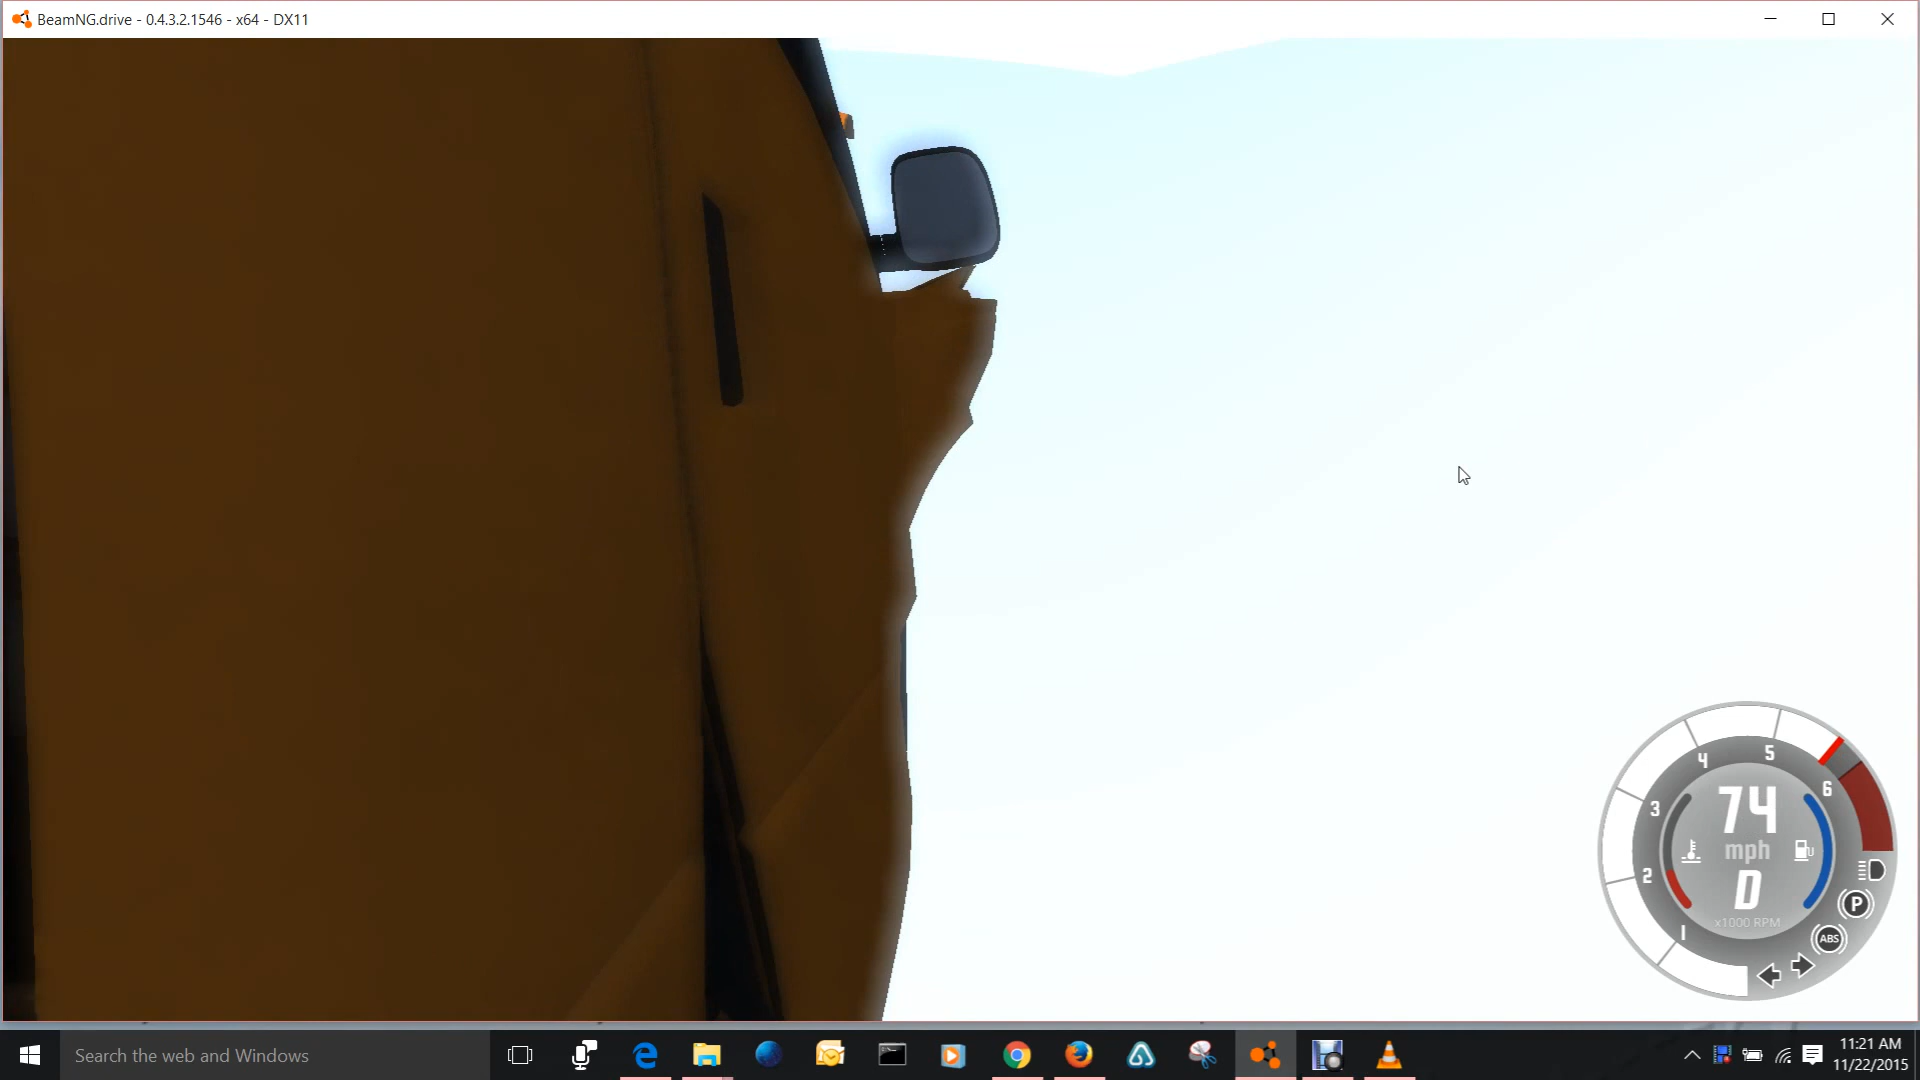 BeamNG.drive - 0.4.3.2.1546 - x64 - DX11
4
5
6
3
74
mph
2
D
x1000 RPM
1
P
ABS
Search the web and Windows
11:21 AM
11/22/2015